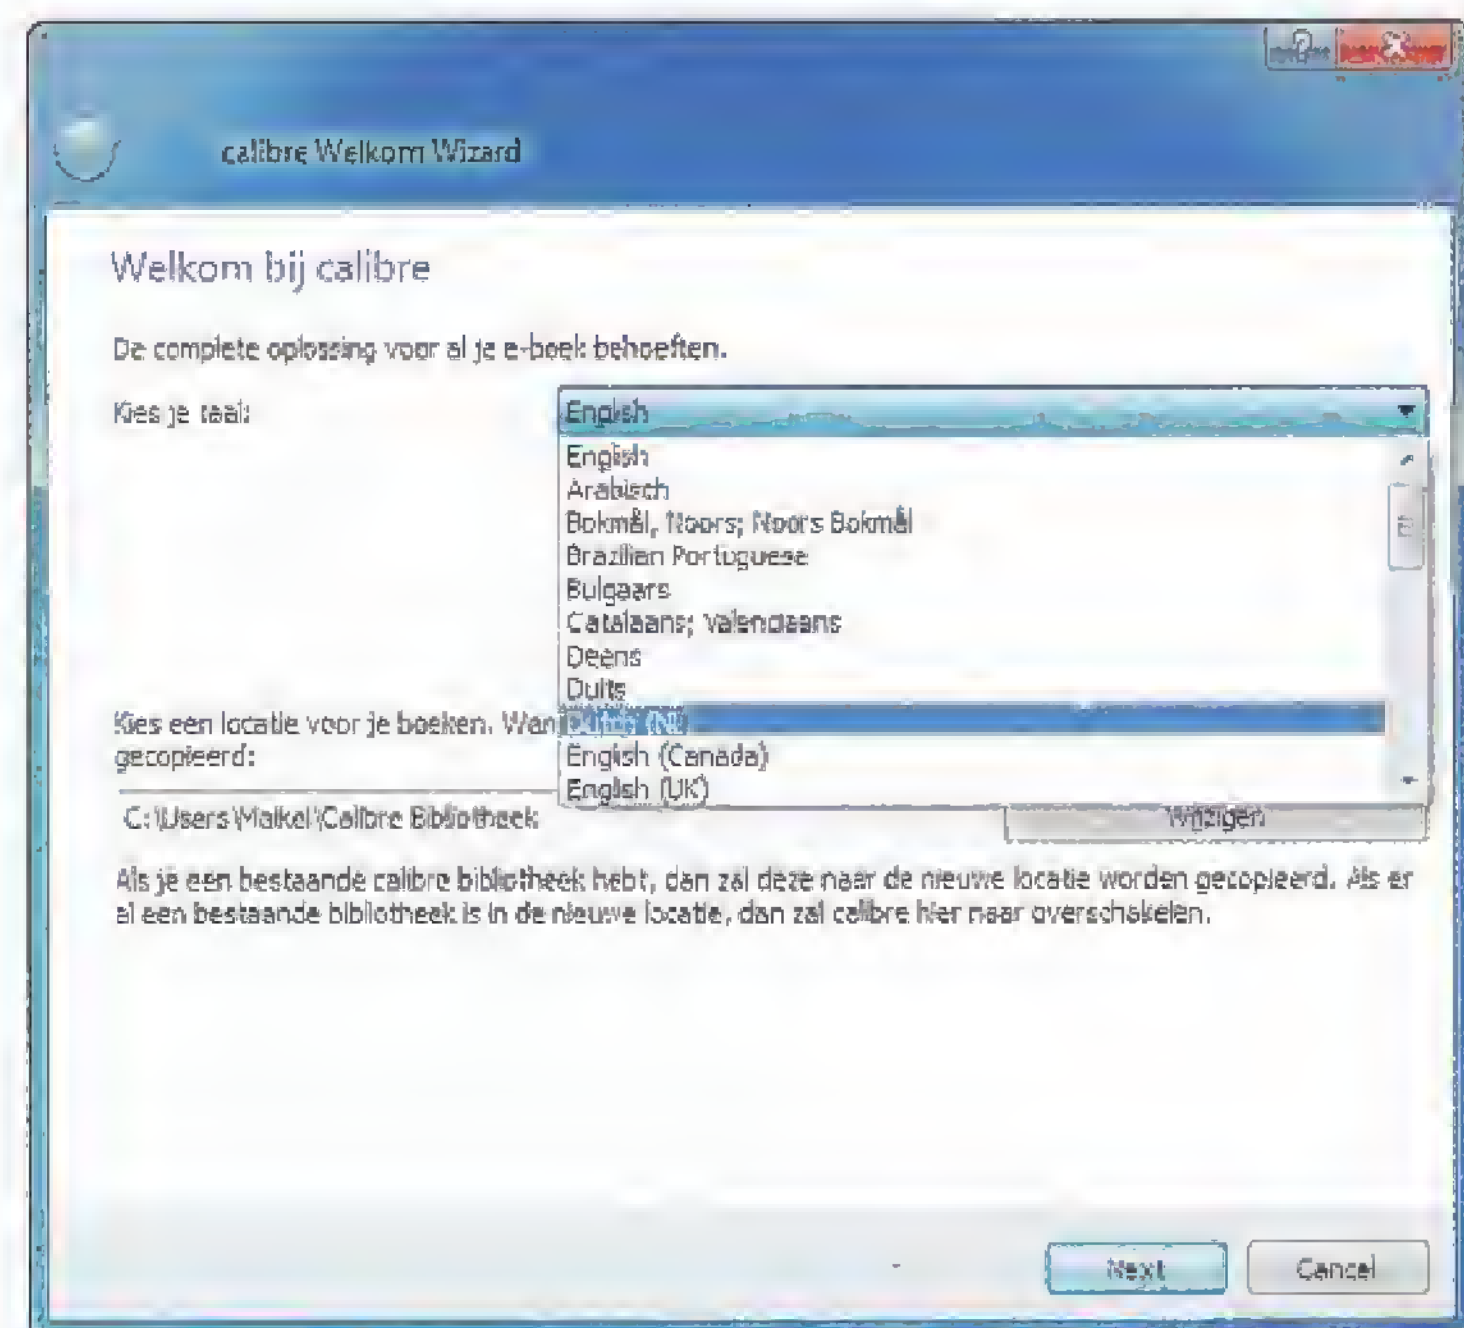 calibre Welkom Wizard
Welkom bij calibre
De complete oplossing voor al je e-boek behoeften.
Kies je taal:
English
English
Arabisch
Bokmål, Noors; Noors Bokmål
Brazilian Portuguese
Bulgaars
Catalaans; Valenciaans
Deens
Duits
Dutch (NL)
English (Canada)
English (UK)
Kies een locatie voor je boeken. Wan
gecopieerd:
C:\Users\Maikel\Calibre Bibliotheek
Wijzigen
Als je een bestaande calibre bibliotheek hebt, dan zal deze naar de nieuwe locatie worden gecopieerd. Als er
al een bestaande bibliotheek is in de nieuwe locatie, dan zal calibre hier naar overschakelen.
Next
Cancel